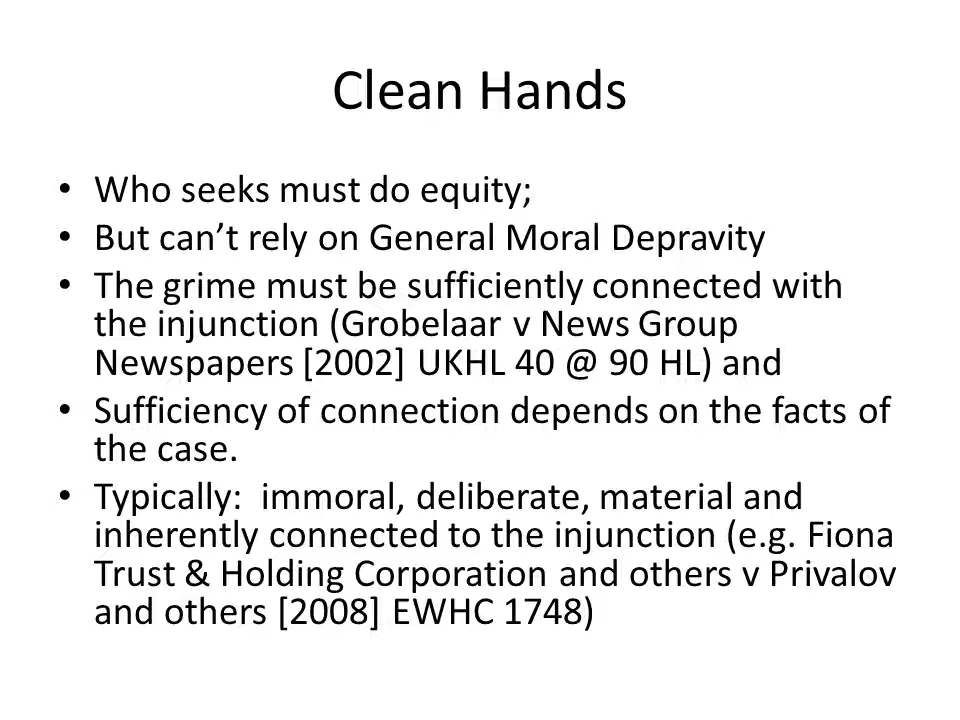 Clean Hands
• Who seeks must do equity;
• But can’t rely on General Moral Depravity
• The grime must be sufficiently connected with
the injunction (Grobelaar v News Group
Newspapers [2002] UKHL 40 @ 90 HL) and
• Sufficiency of connection depends on the facts of
the case.
• Typically:  immoral, deliberate, material and
inherently connected to the injunction (e.g. Fiona
Trust & Holding Corporation and others v Privalov
and others [2008] EWHC 1748)